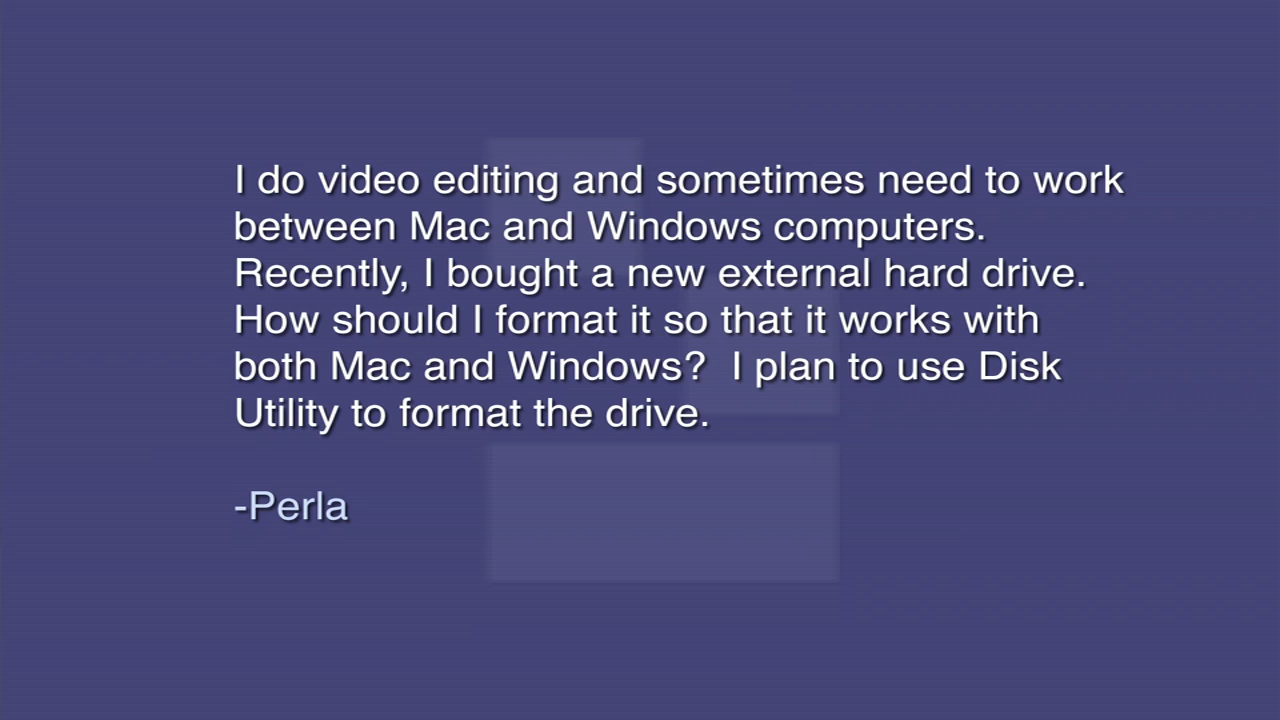 I do video editing and sometimes need to work
between Mac and Windows computers.
Recently, I bought a new external hard drive.
How should I format it so that it works with
both Mac and Windows?  I plan to use Disk
Utility to format the drive.
-Perla